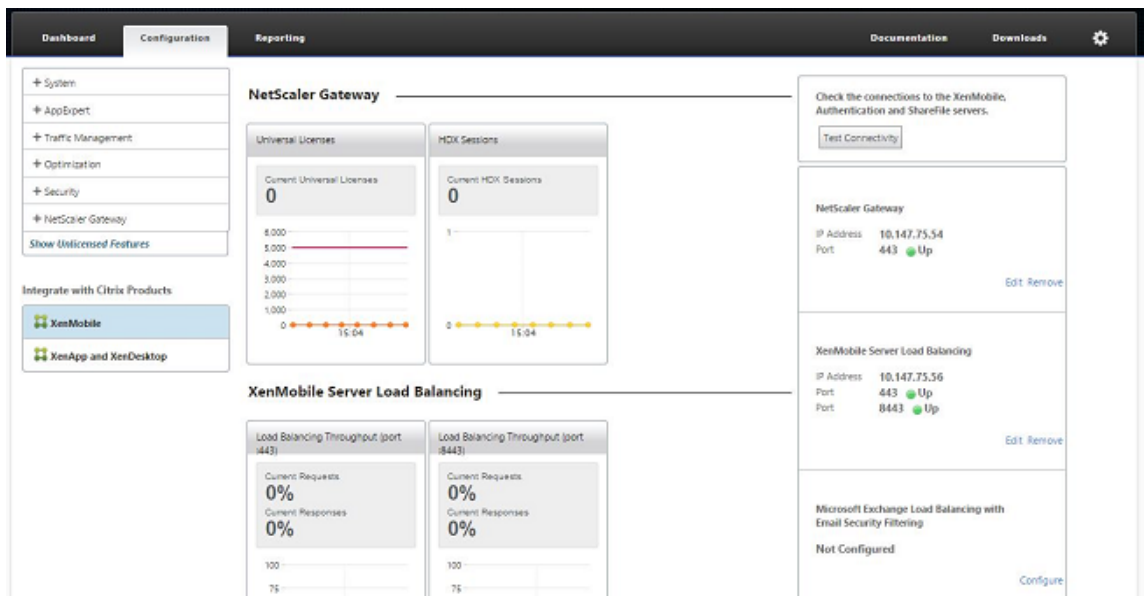 Dashboard
Configuration
Reporting
Documentation
Downloads
+ System
+ AppExpert
+ Traffic Management
+ Optimization
+ Security
+ NetScaler Gateway
Show Unlicensed Features
Integrate with Citrix Products
XenMobile
XenApp and XenDesktop
NetScaler Gateway
Universal Licenses
Current Universal Licenses
0
6,000
5,000
4,000
3,000
2,000
1,000
0
15:04
HDX Sessions
Current HDX Sessions
0
1
0
15:04
XenMobile Server Load Balancing
Load Balancing Throughput (port
:443)
Current Requests
0%
Current Responses
0%
100
75
Load Balancing Throughput (port
:8443)
Current Requests
0%
Current Responses
0%
100
75
Check the connections to the XenMobile,
Authentication and ShareFile servers.
Test Connectivity
NetScaler Gateway
IP Address 10.147.75.54
Port 443 Up
Edit Remove
XenMobile Server Load Balancing
IP Address 10.147.75.56
Port 443 Up
Port 8443 Up
Edit Remove
Microsoft Exchange Load Balancing with
Email Security Filtering
Not Configured
Configure